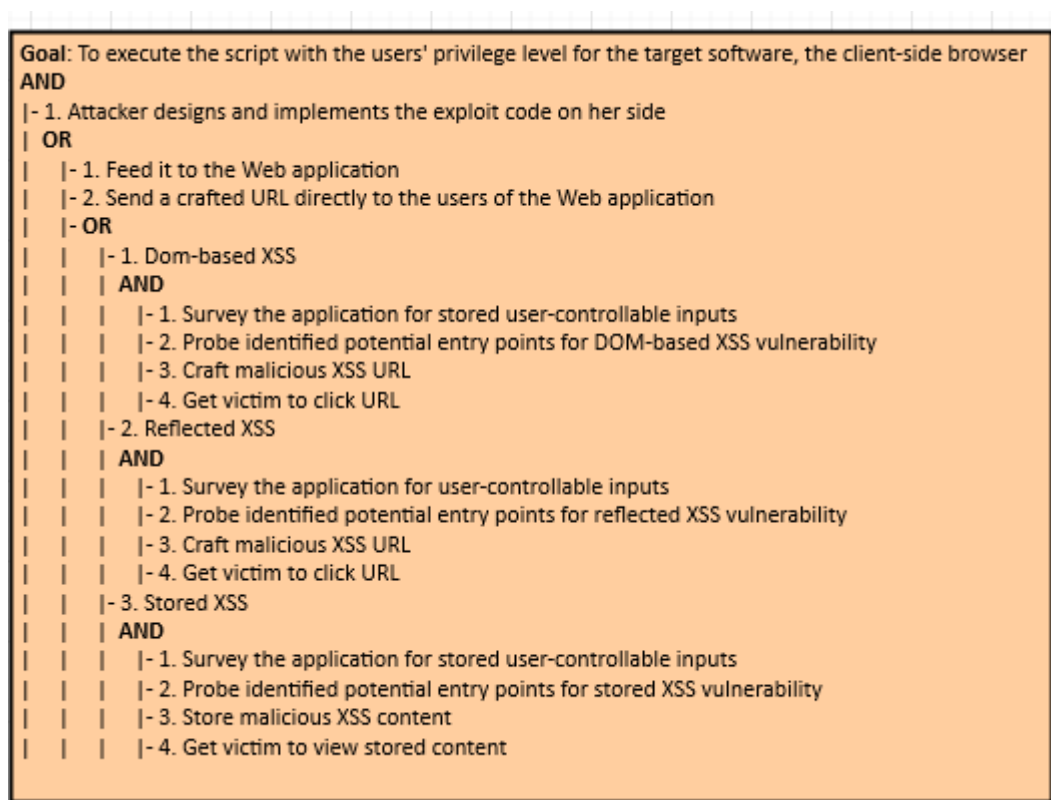 Goal: To execute the script with the users' privilege level for the target software, the client-side browser
AND
|- 1. Attacker designs and implements the exploit code on her side
| OR
| |- 1. Feed it to the Web application
| |- 2. Send a crafted URL directly to the users of the Web application
| |- OR
| | |- 1. Dom-based XSS
| | | AND
| | | |- 1. Survey the application for stored user-controllable inputs
| | | |- 2. Probe identified potential entry points for DOM-based XSS vulnerability
| | | |- 3. Craft malicious XSS URL
| | | |- 4. Get victim to click URL
| | |- 2. Reflected XSS
| | | AND
| | | |- 1. Survey the application for user-controllable inputs
| | | |- 2. Probe identified potential entry points for reflected XSS vulnerability
| | | |- 3. Craft malicious XSS URL
| | | |- 4. Get victim to click URL
| | |- 3. Stored XSS
| | | AND
| | | |- 1. Survey the application for stored user-controllable inputs
| | | |- 2. Probe identified potential entry points for stored XSS vulnerability
| | | |- 3. Store malicious XSS content
| | | |- 4. Get victim to view stored content